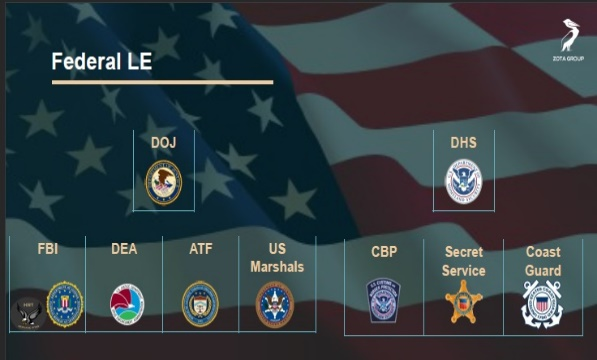 Federal LE
ZOTA GROUP
DOJ
DHS
FBI
DEA
ATF
US
Marshals
CBP
Secret
Service
Coast
Guard